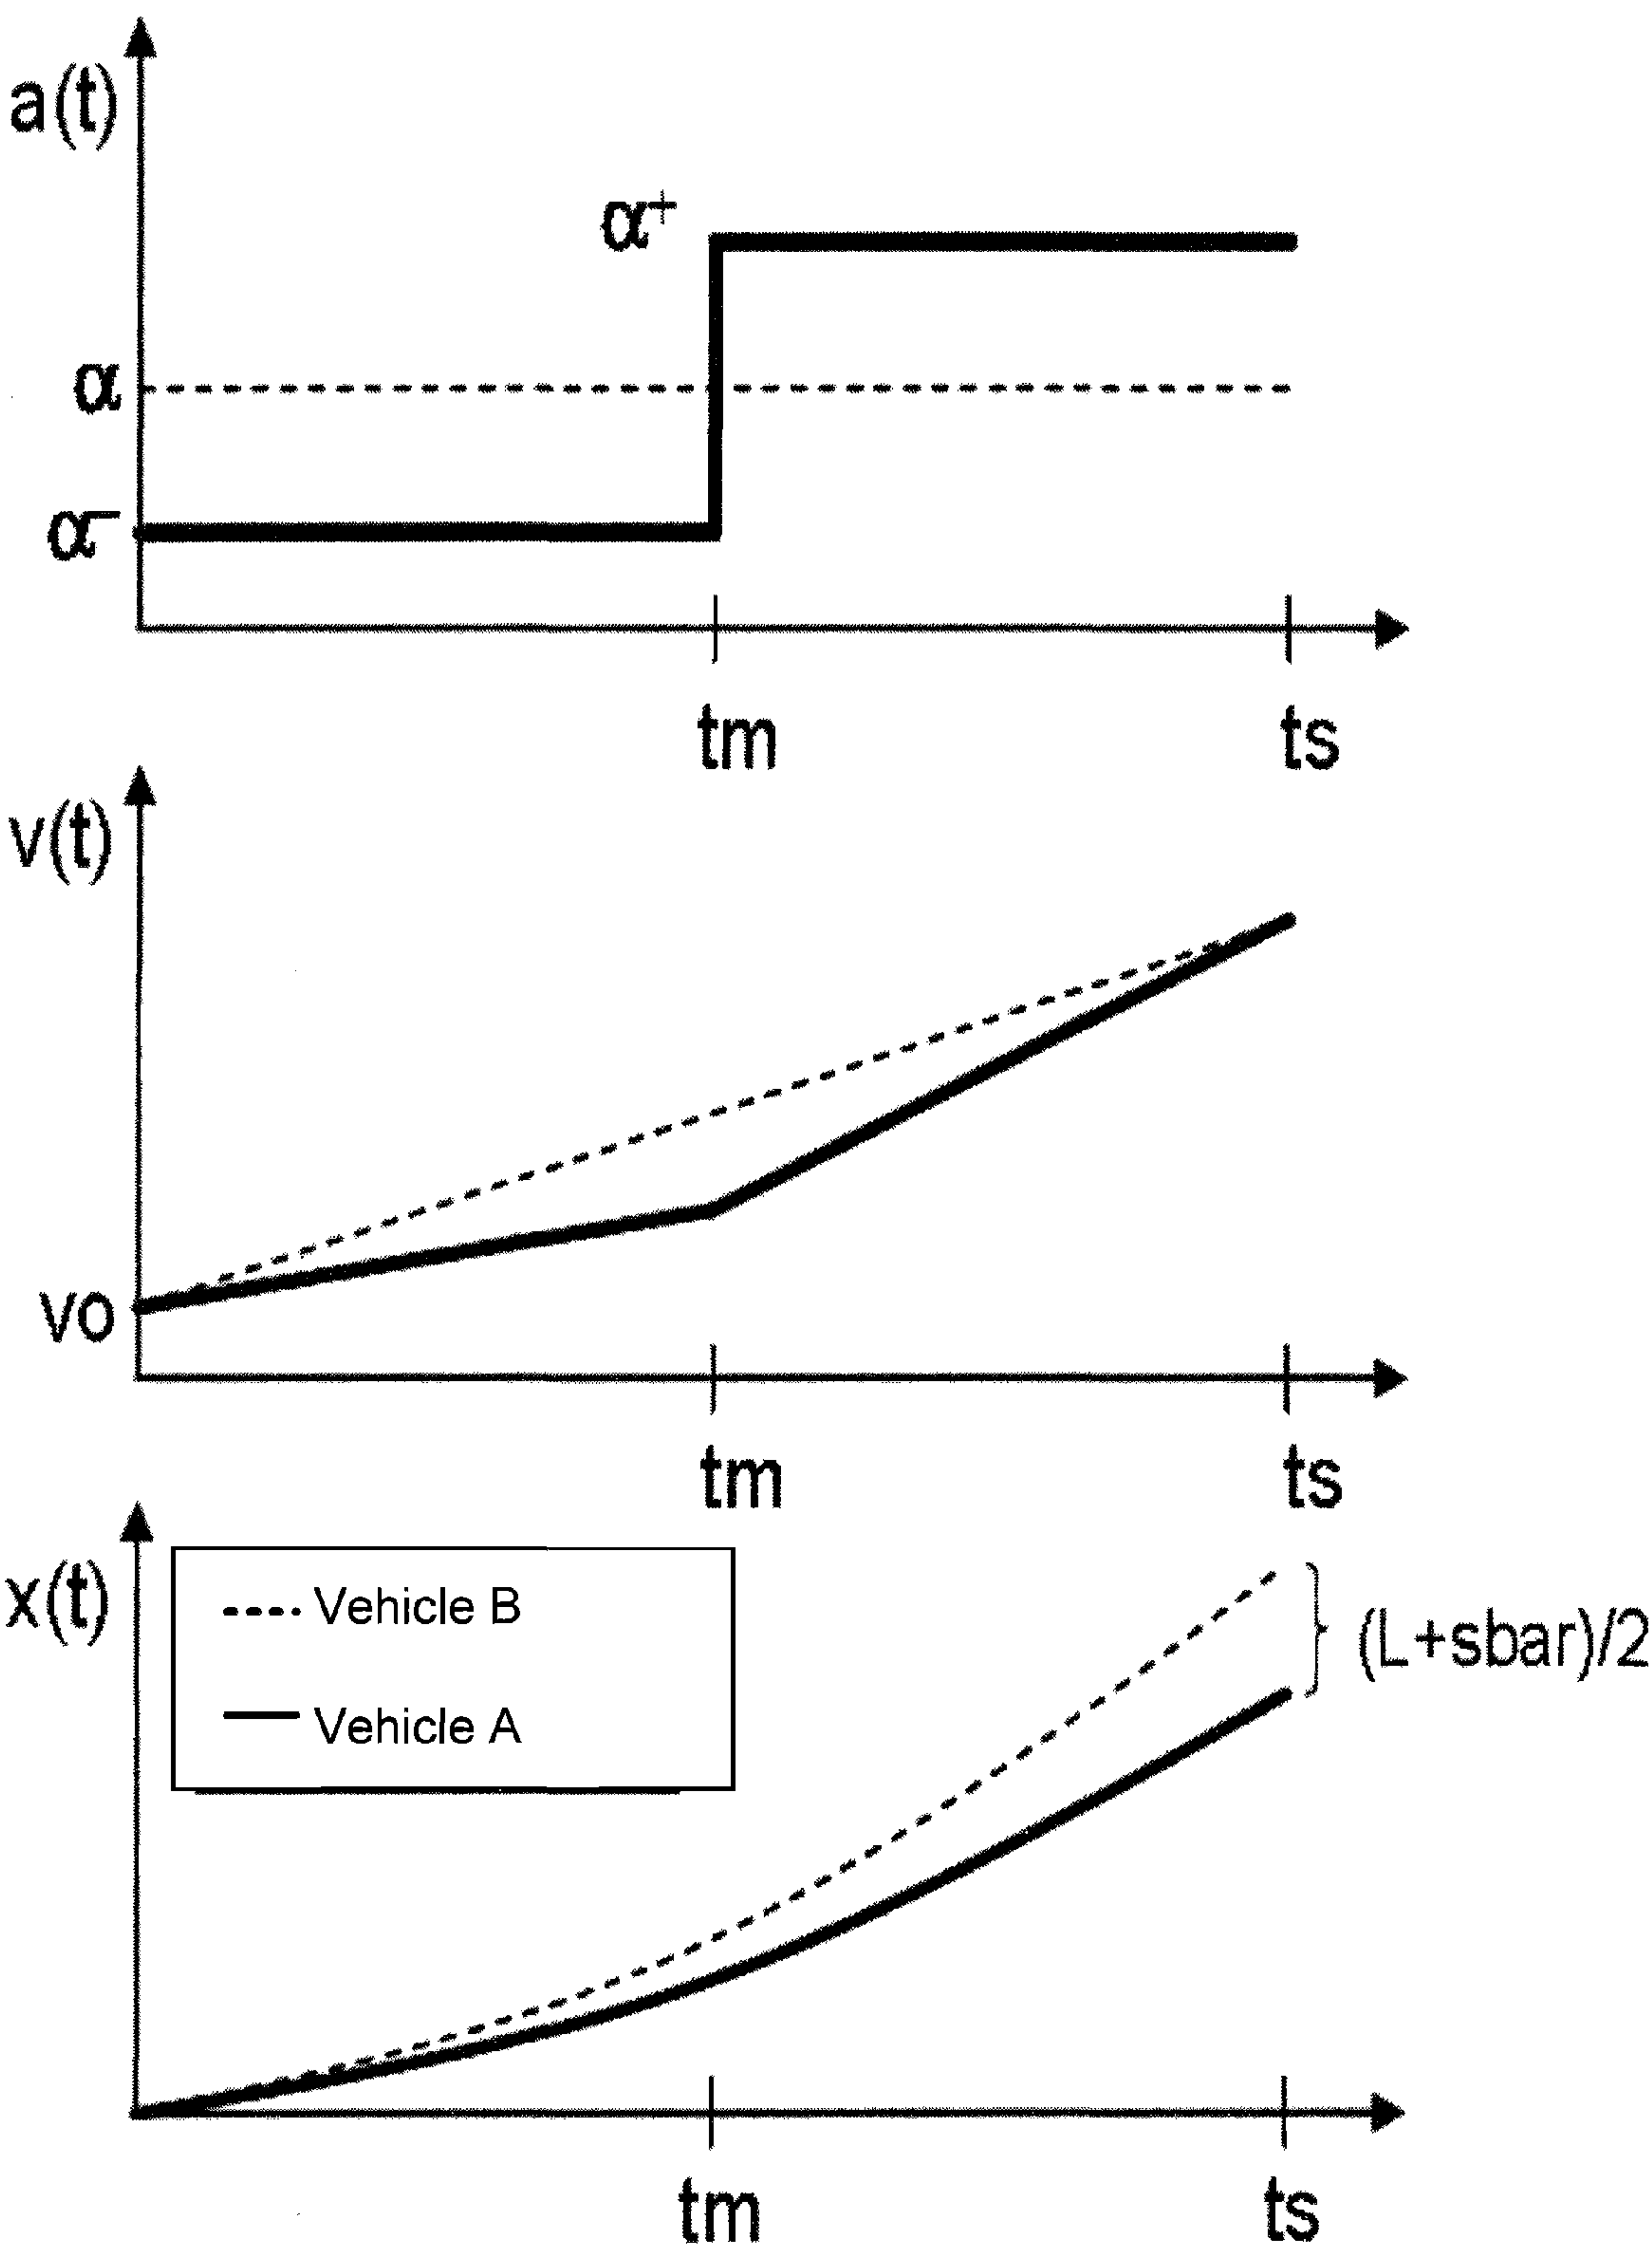 a(t)
α⁺
α
α⁻
tm ts
v(t)
vo
tm ts
x(t)
Vehicle B
(L+sbar)/2
Vehicle A
tm ts